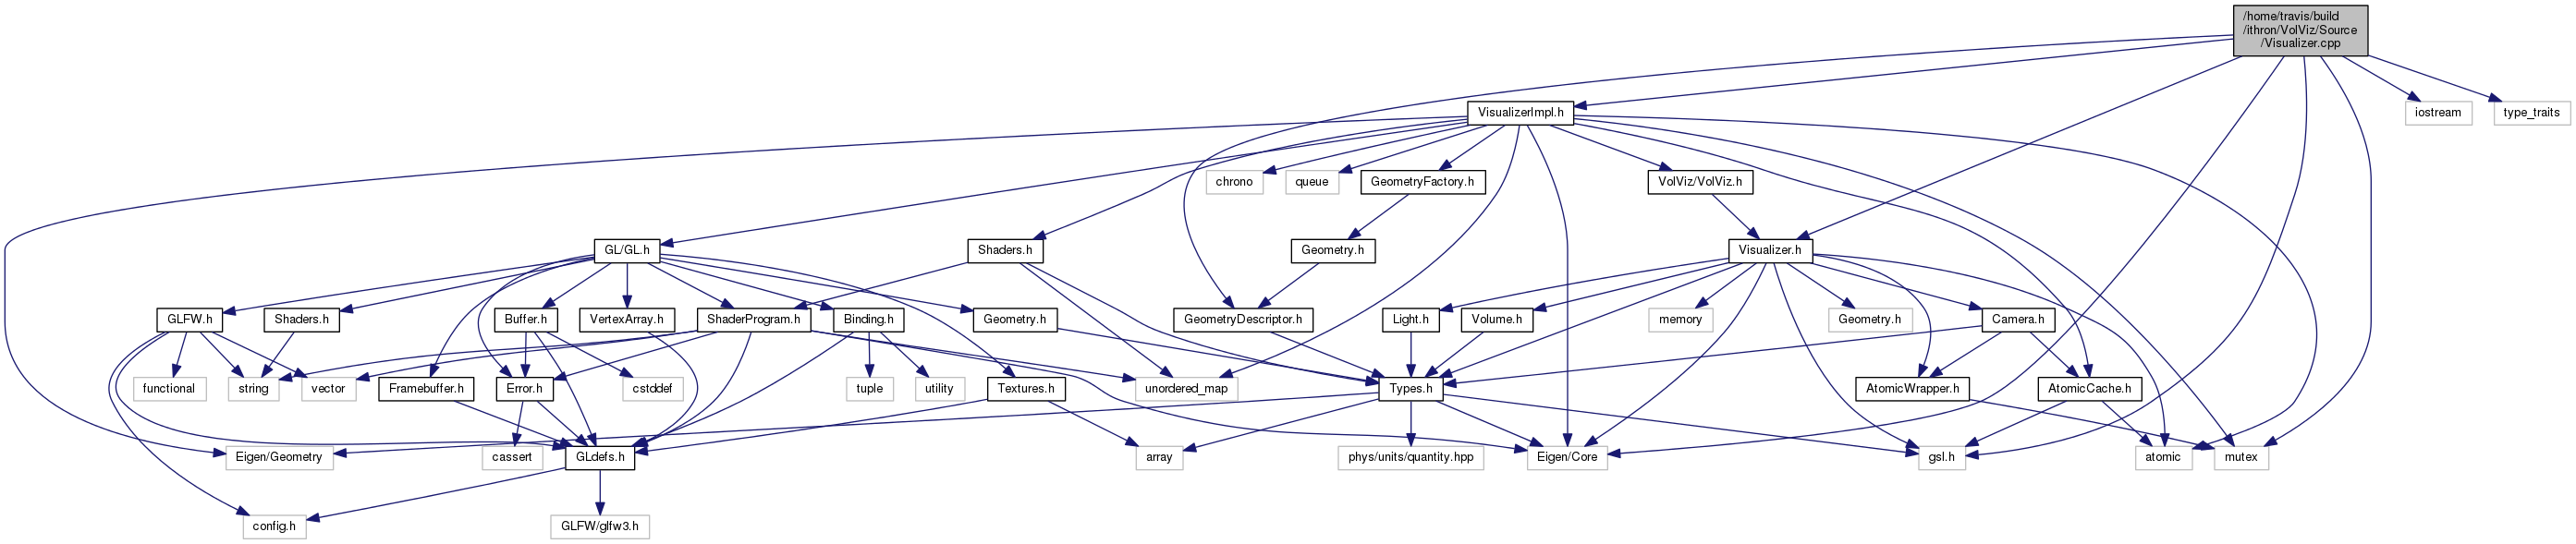 /home/travis/build
/ithron/VolViz/Source
/Visualizer.cpp
VisualizerImpl.h
iostream
type_traits
chrono
queue
GeometryFactory.h
VolViz/VolViz.h
GL/GL.h
Shaders.h
Geometry.h
Visualizer.h
GLFW.h
Shaders.h
Buffer.h
VertexArray.h
ShaderProgram.h
Binding.h
Geometry.h
GeometryDescriptor.h
Light.h
Volume.h
memory
Geometry.h
Camera.h
functional
string
vector
Framebuffer.h
Error.h
cstddef
tuple
utility
Textures.h
unordered_map
Types.h
AtomicWrapper.h
AtomicCache.h
Eigen/Geometry
cassert
GLdefs.h
array
phys/units/quantity.hpp
Eigen/Core
gsl.h
atomic
mutex
config.h
GLFW/glfw3.h